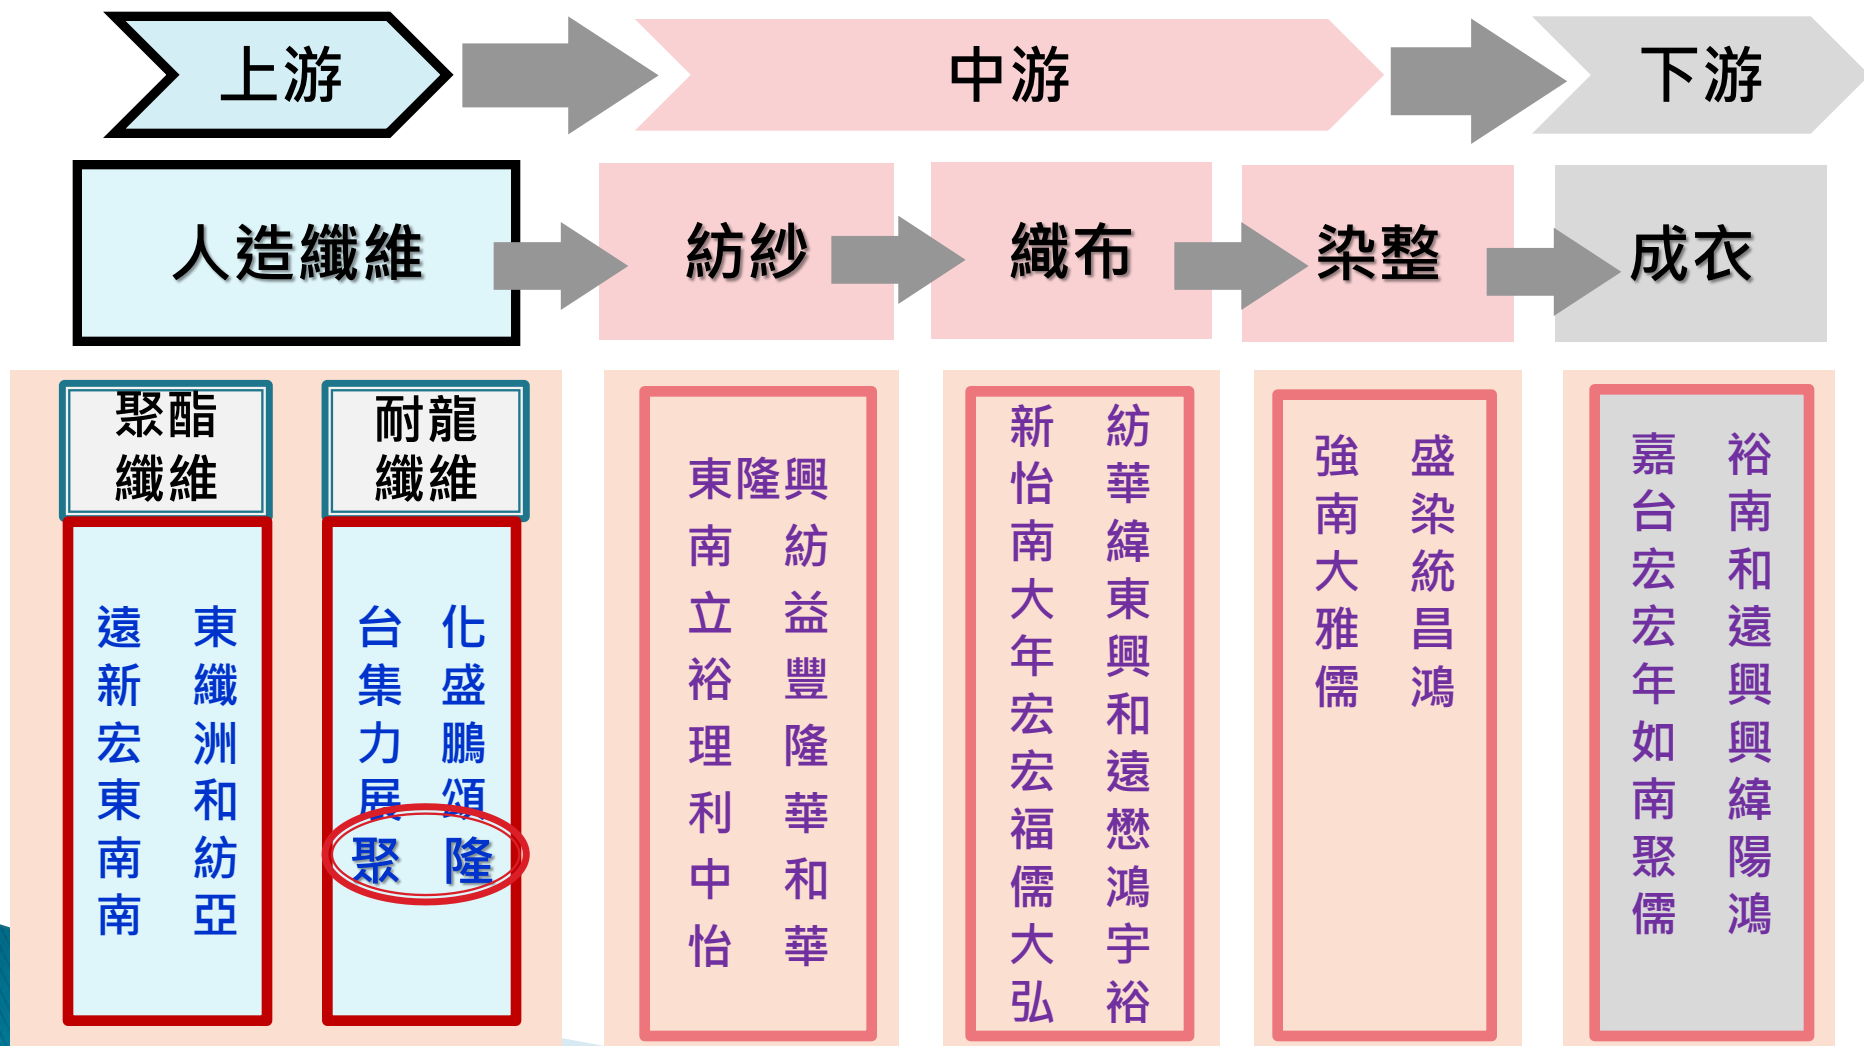 上游
中游
下游
人造纖維
紡紗
織布
染整
成衣
聚酯
纖維
遠 東
新 纖
宏 洲
東 和
南 紡
南 亞
耐龍
纖維
台 化
集 盛
力 鵬
展 頌
聚 隆
東隆興
南 紡
立 益
裕 豐
理 隆
利 華
中 和
怡 華
新 紡
怡 華
南 緯
大 東
年 興
宏 和
宏 遠
福 懋
儒 鴻
大 宇
弘 裕
強 盛
南 染
大 統
雅 昌
儒 鴻
嘉 裕
台 南
宏 和
宏 遠
年 興
如 興
南 緯
聚 陽
儒 鴻